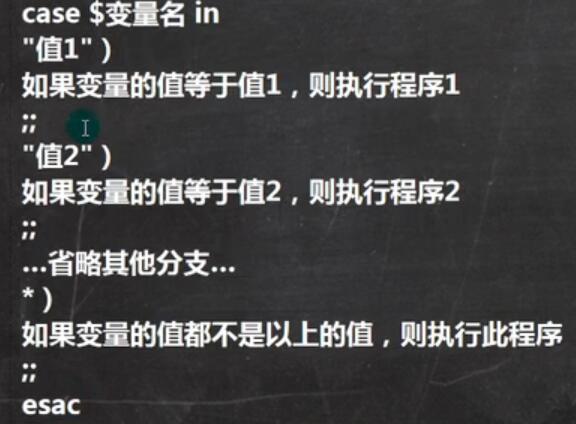 case $变量名 in
"值1"）
如果变量的值等于值1，则执行程序1
;;
"值2"）
如果变量的值等于值2，则执行程序2
;;
...省略其他分支...
*）
如果变量的值都不是以上的值，则执行此程序
;;
esac